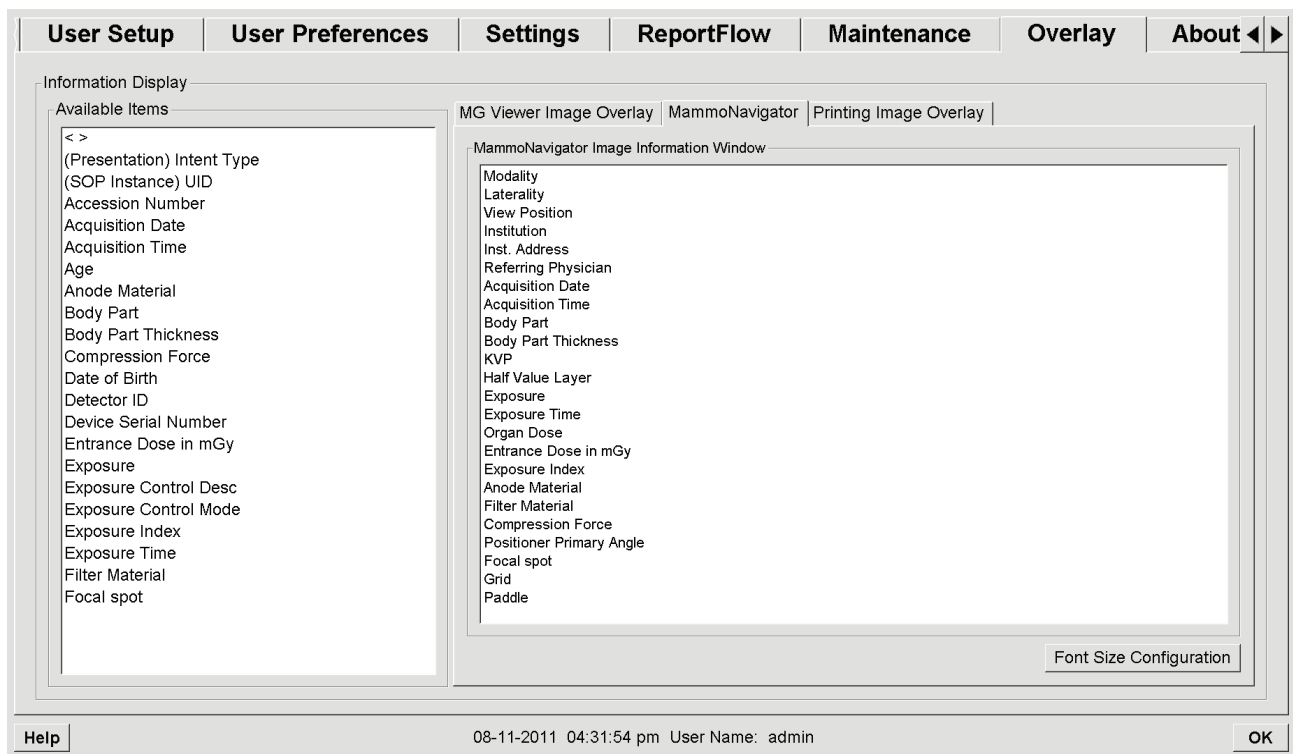 User Setup
User Preferences
Settings
ReportFlow
Maintenance
Overlay
About
Information Display
Available Items
< >
(Presentation) Intent Type
(SOP Instance) UID
Accession Number
Acquisition Date
Acquisition Time
Age
Anode Material
Body Part
Body Part Thickness
Compression Force
Date of Birth
Detector ID
Device Serial Number
Entrance Dose in mGy
Exposure
Exposure Control Desc
Exposure Control Mode
Exposure Index
Exposure Time
Filter Material
Focal spot
MG Viewer Image Overlay
MammoNavigator
Printing Image Overlay
MammoNavigator Image Information Window
Modality
Laterality
View Position
Institution
Inst. Address
Referring Physician
Acquisition Date
Acquisition Time
Body Part
Body Part Thickness
KVP
Half Value Layer
Exposure
Exposure Time
Organ Dose
Entrance Dose in mGy
Exposure Index
Anode Material
Filter Material
Compression Force
Positioner Primary Angle
Focal spot
Grid
Paddle
Font Size Configuration
Help
08-11-2011 04:31:54 pm User Name: admin
OK